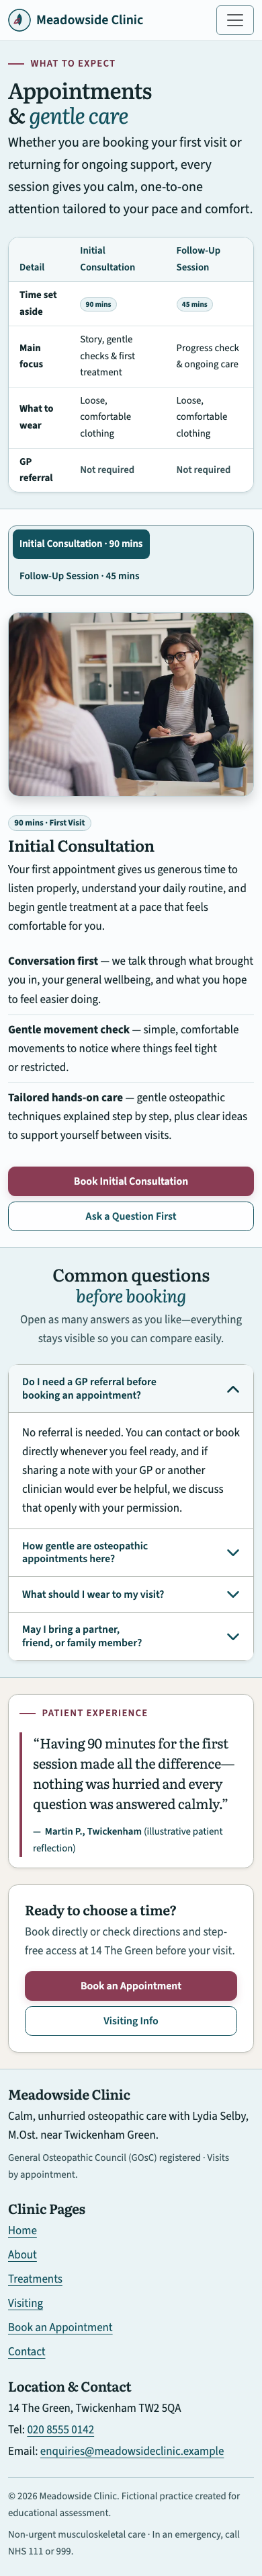 Meadowside Clinic
WHAT TO EXPECT
Appointments
& gentle care
Whether you are booking your first visit or
returning for ongoing support, every
session gives you calm, one-to-one
attention tailored to your pace and comfort.
Detail
Initial
Consultation
Follow-Up
Session
Time set
aside
90 mins
45 mins
Main
focus
Story, gentle
checks & first
treatment
Progress check
& ongoing care
What to
wear
Loose,
comfortable
clothing
Loose,
comfortable
clothing
GP
referral
Not required
Not required
Initial Consultation · 90 mins
Follow-Up Session · 45 mins
90 mins · First Visit
Initial Consultation
Your first appointment gives us generous time to
listen properly, understand your daily routine, and
begin gentle treatment at a pace that feels
comfortable for you.
Conversation first — we talk through what brought
you in, your general wellbeing, and what you hope
to feel easier doing.
Gentle movement check — simple, comfortable
movements to notice where things feel tight
or restricted.
Tailored hands-on care — gentle osteopathic
techniques explained step by step, plus clear ideas
to support yourself between visits.
Book Initial Consultation
Ask a Question First
Common questions
before booking
Open as many answers as you like—everything
stays visible so you can compare easily.
Do I need a GP referral before
booking an appointment?
No referral is needed. You can contact or book
directly whenever you feel ready, and if
sharing a note with your GP or another
clinician would ever be helpful, we discuss
that openly with your permission.
How gentle are osteopathic
appointments here?
What should I wear to my visit?
May I bring a partner,
friend, or family member?
PATIENT EXPERIENCE
“Having 90 minutes for the first
session made all the difference—
nothing was hurried and every
question was answered calmly.”
— Martin P., Twickenham (illustrative patient
reflection)
Ready to choose a time?
Book directly or check directions and step-
free access at 14 The Green before your visit.
Book an Appointment
Visiting Info
Meadowside Clinic
Calm, unhurried osteopathic care with Lydia Selby,
M.Ost. near Twickenham Green.
General Osteopathic Council (GOsC) registered · Visits
by appointment.
Clinic Pages
Home
About
Treatments
Visiting
Book an Appointment
Contact
Location & Contact
14 The Green, Twickenham TW2 5QA
Tel: 020 8555 0142
Email: enquiries@meadowsideclinic.example
© 2026 Meadowside Clinic. Fictional practice created for
educational assessment.
Non-urgent musculoskeletal care · In an emergency, call
NHS 111 or 999.